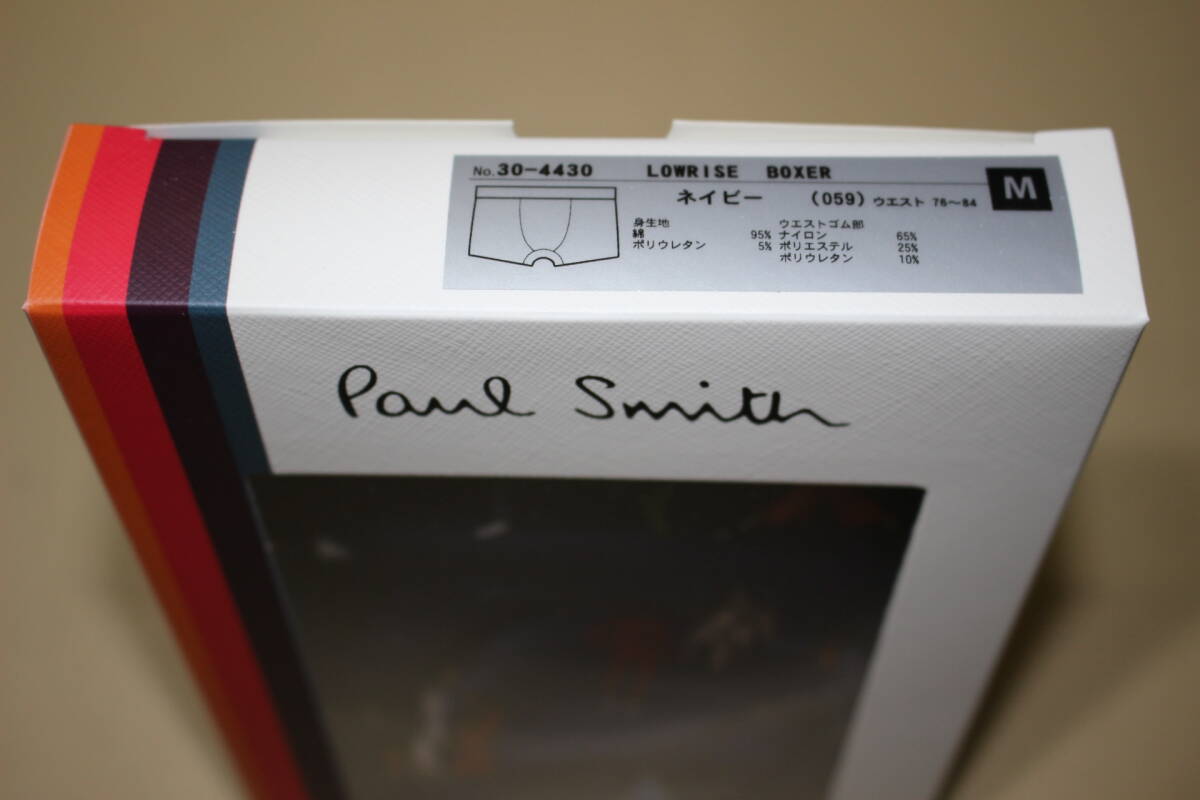 No.30-4430 LOWRISE BOXER
M
ネイビー (059) ウエスト 76〜84
身生地 ウエストゴム部
綿 95% ナイロン 65%
ポリウレタン 5% ポリエステル 25%
ポリウレタン 10%
Paul Smith